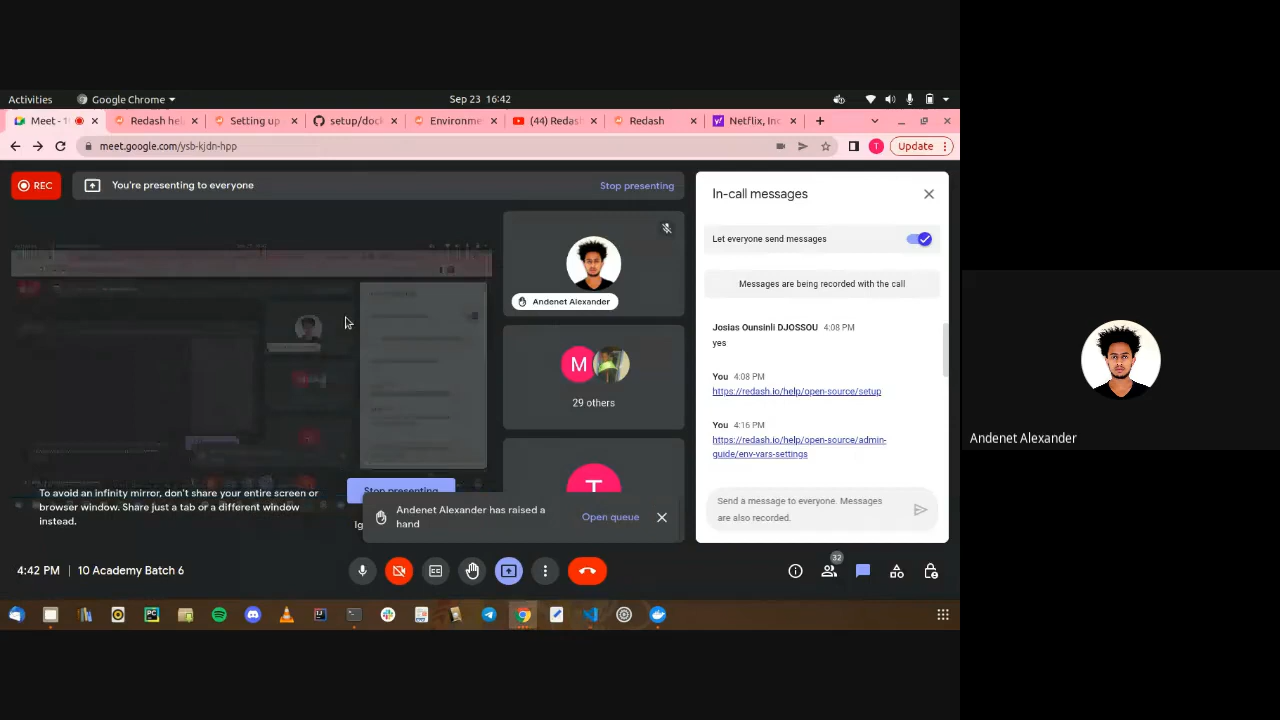 Activities
Google Chrome
Sep 23 16:42
Meet - 1
Redash hel
Setting up
setup/dock
Environme
(44) Redas
Redash
Netflix, Inc
meet.google.com/ysb-kjdn-hpp
T
Update
REC
You're presenting to everyone
Stop presenting
In-call messages
Andenet Alexander
Let everyone send messages
Messages are being recorded with the call
Josias Ounsinli DJOSSOU 4:08 PM
yes
You 4:08 PM
https://redash.io/help/open-source/setup
M
29 others
You 4:16 PM
https://redash.io/help/open-source/admin-
guide/env-vars-settings
T
To avoid an infinity mirror, don't share your entire screen or
browser window. Share just a tab or a different window
instead.
Stop presenting
Ig
Andenet Alexander has raised a
hand
Open queue
Send a message to everyone. Messages
are also recorded.
4:42 PM | 10 Academy Batch 6
32
Andenet Alexander